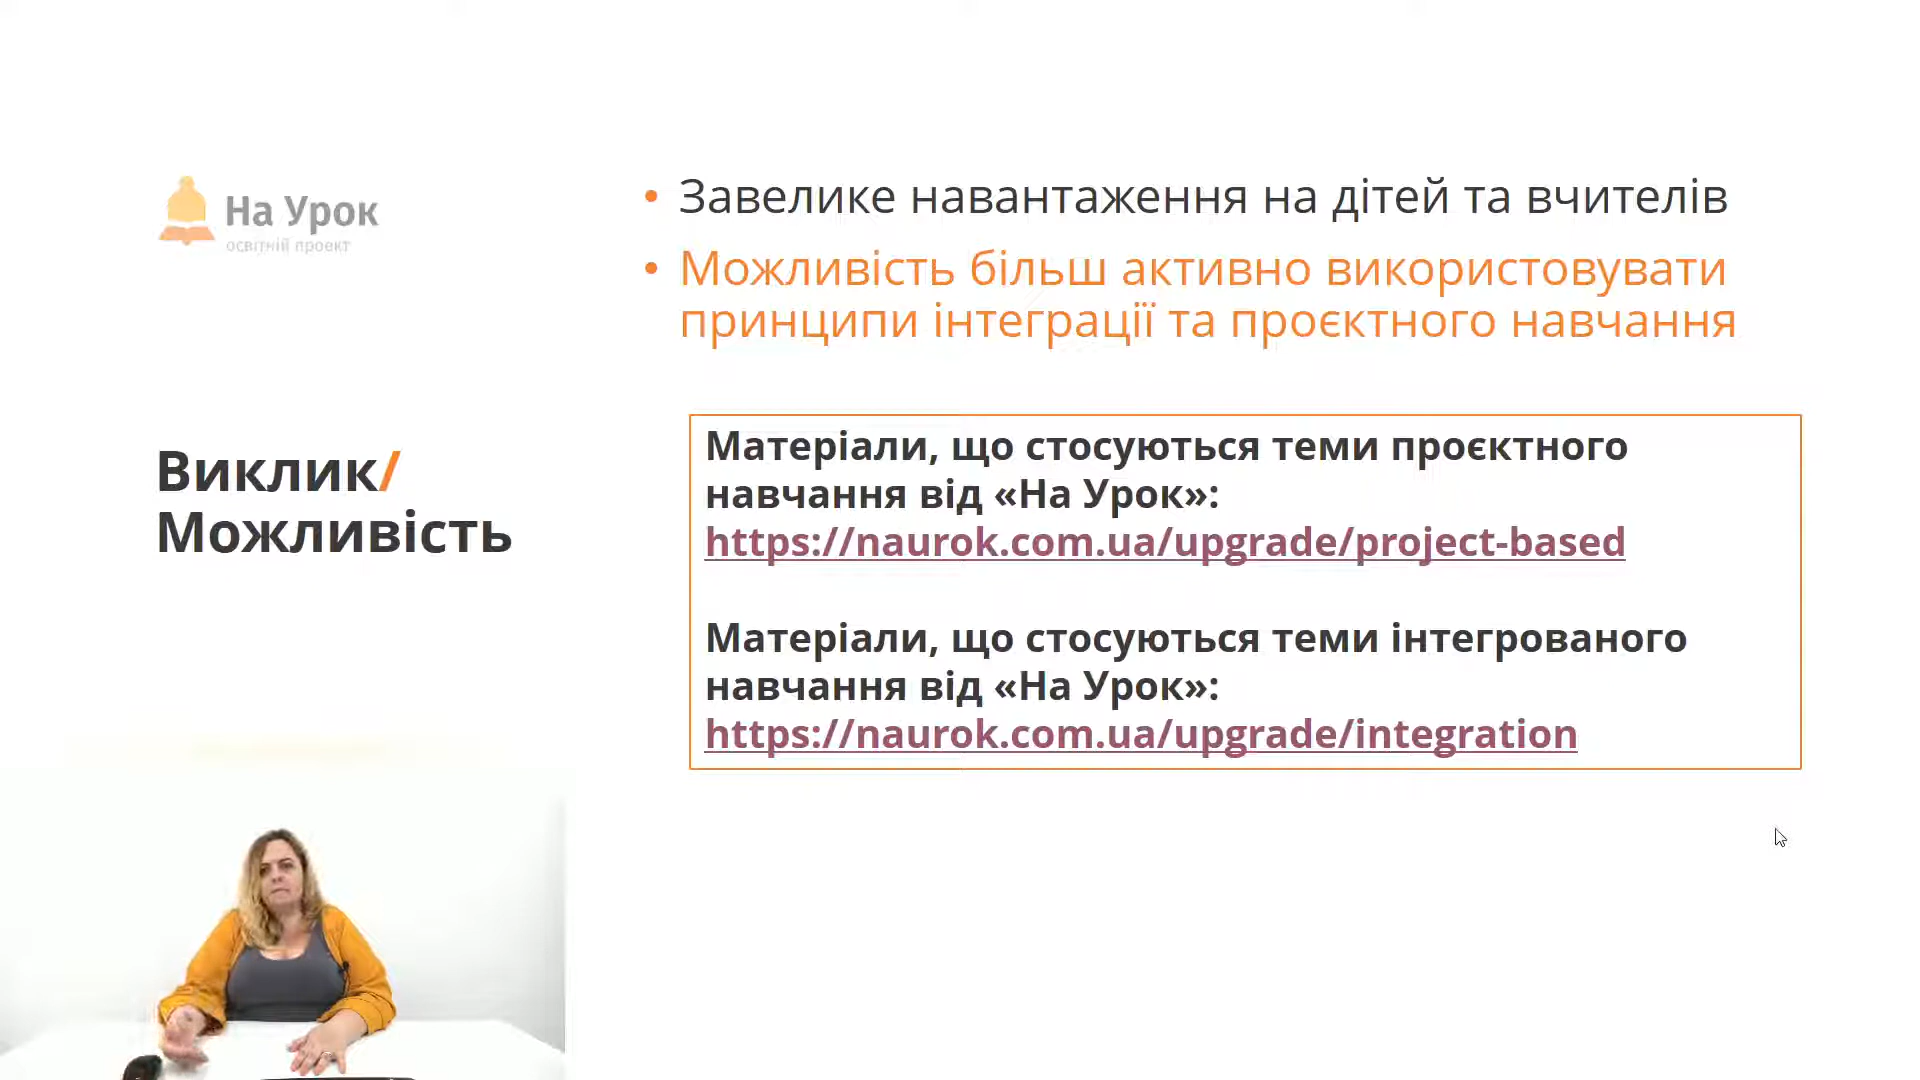 На Урок
освітній проект
Виклик/
Можливість
• Завелике навантаження на дітей та вчителів
• Можливість більш активно використовувати
принципи інтеграції та проєктного навчання
Матеріали, що стосуються теми проєктного
навчання від «На Урок»:
https://naurok.com.ua/upgrade/project-based
Матеріали, що стосуються теми інтегрованого
навчання від «На Урок»:
https://naurok.com.ua/upgrade/integration